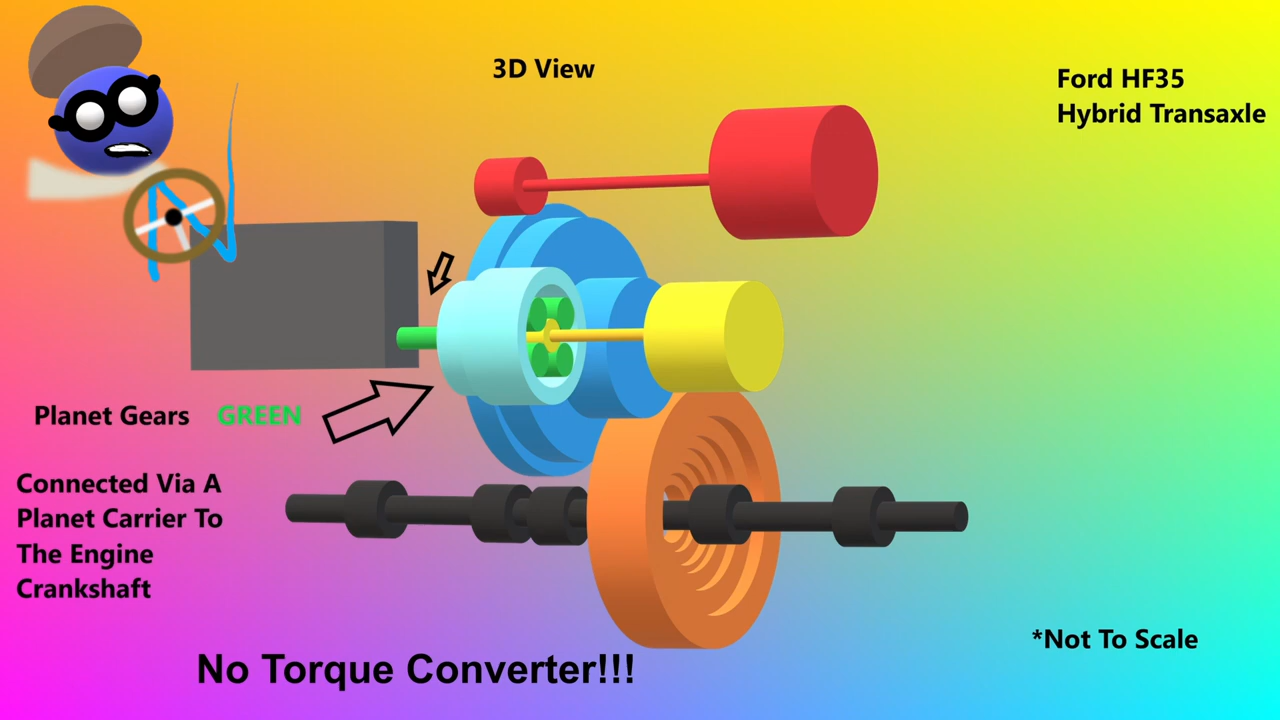 3D View
Ford HF35
Hybrid Transaxle
Planet Gears GREEN
Connected Via A
Planet Carrier To
The Engine
Crankshaft
*Not To Scale
No Torque Converter!!!